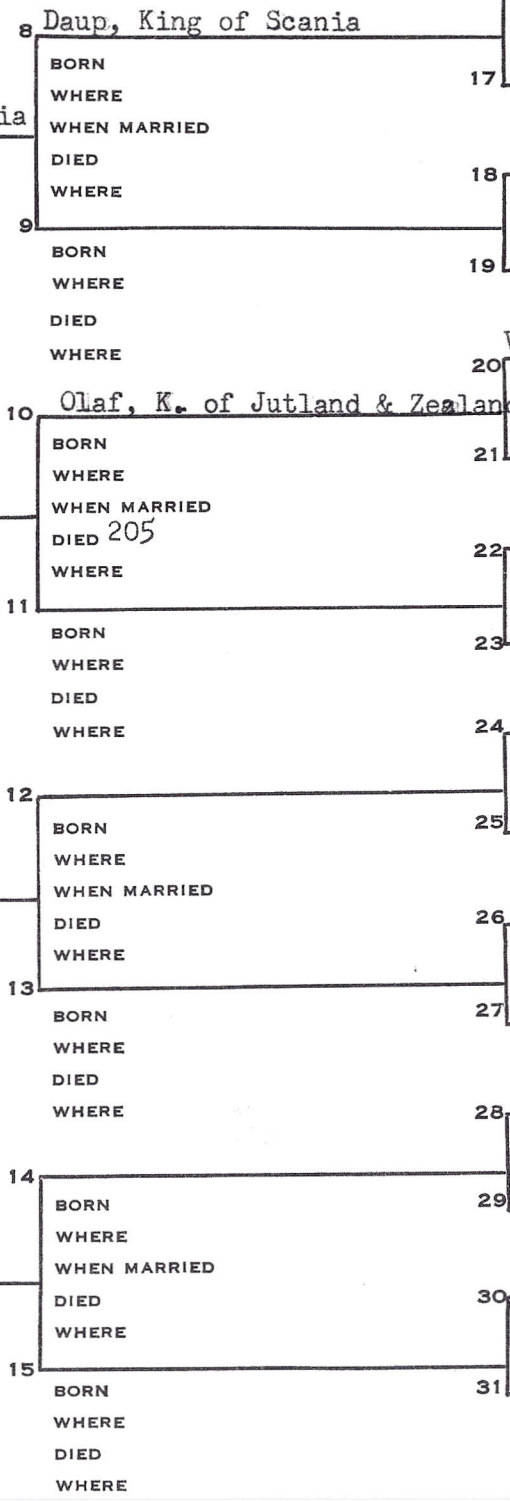 8 Daup, King of Scania
BORN
WHERE
17
ia
WHEN MARRIED
DIED
18
WHERE
9
BORN
19
WHERE
DIED
WHERE
20
10 Olaf, K. of Jutland & Zealand
BORN
21
WHERE
WHEN MARRIED
DIED 205
22
WHERE
11
BORN
23
WHERE
DIED
24
WHERE
12
25
BORN
WHERE
WHEN MARRIED
26
DIED
WHERE
13
27
BORN
WHERE
DIED
WHERE
28
14
29
BORN
WHERE
WHEN MARRIED
30
DIED
WHERE
15
31
BORN
WHERE
DIED
WHERE